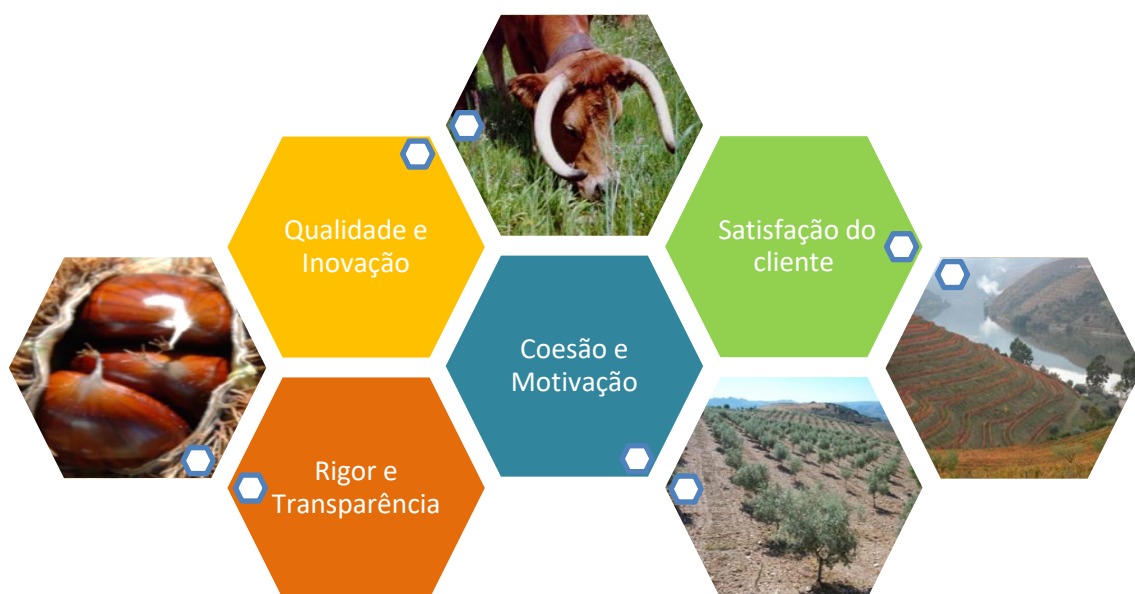 Qualidade e
Inovação
Satisfação do
cliente
Coesão e
Motivação
Rigor e
Transparência